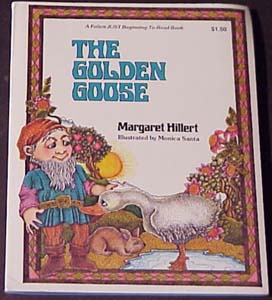 A Follett JUST Beginning-To-Read Book
$1.50
THE
GOLDEN
GOOSE
Margaret Hillert
Illustrated by Monica Santa